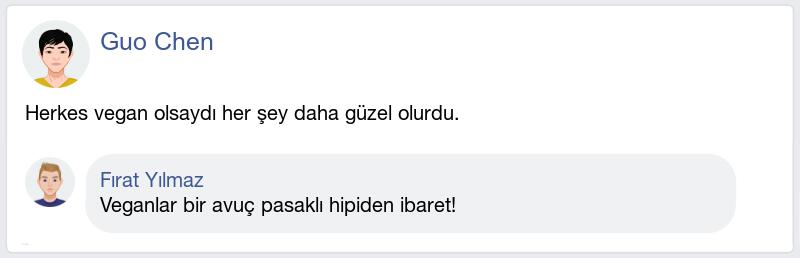 Guo Chen
Herkes vegan olsaydı her şey daha güzel olurdu.
Fırat Yılmaz
Veganlar bir avuç pasaklı hipiden ibaret!